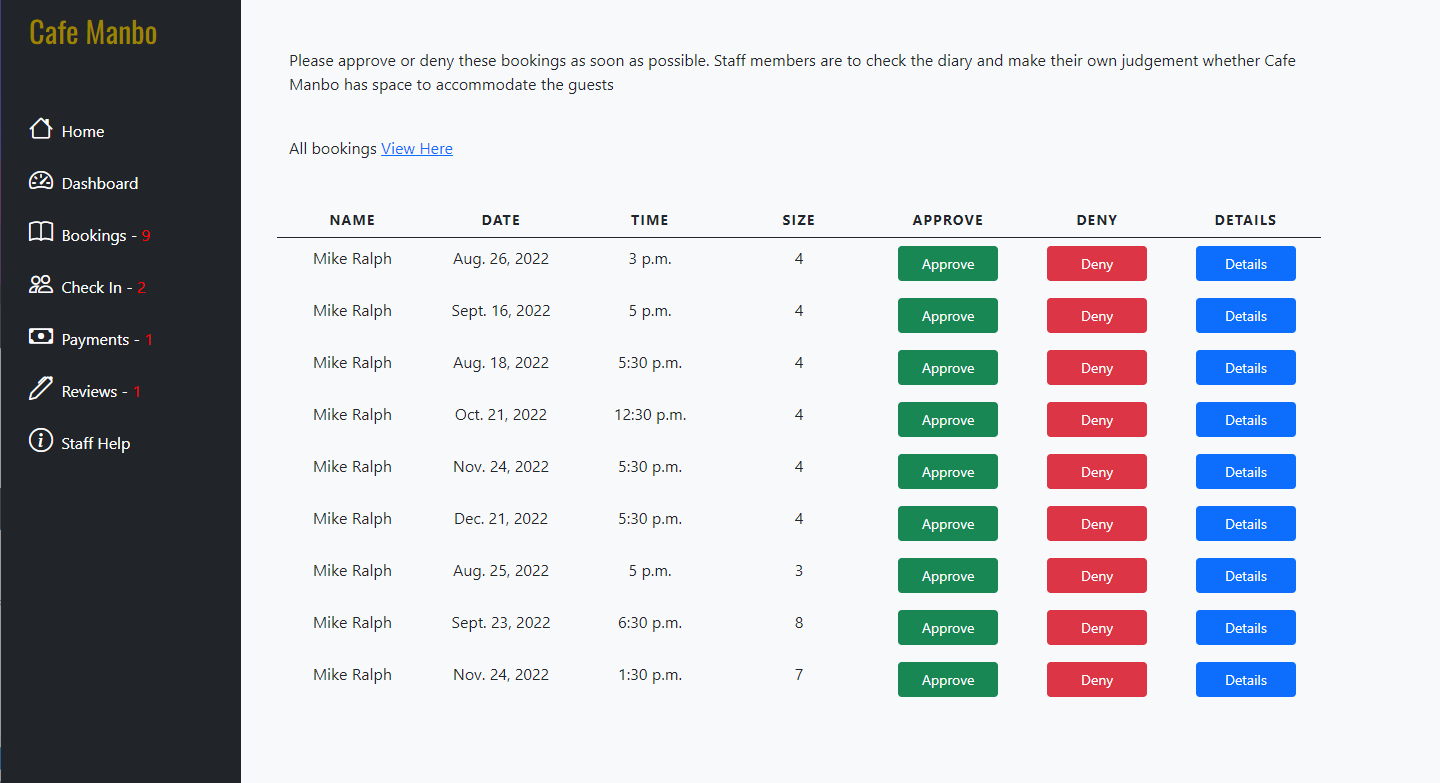 Cafe Manbo
Home
Dashboard
Bookings - 9
Check In - 2
Payments - 1
Reviews - 1
Staff Help
Please approve or deny these bookings as soon as possible. Staff members are to check the diary and make their own judgement whether Cafe
Manbo has space to accommodate the guests
All bookings View Here
NAME DATE TIME SIZE APPROVE DENY DETAILS
Mike Ralph Aug. 26, 2022 3 p.m. 4 Approve Deny Details
Mike Ralph Sept. 16, 2022 5 p.m. 4 Approve Deny Details
Mike Ralph Aug. 18, 2022 5:30 p.m. 4 Approve Deny Details
Mike Ralph Oct. 21, 2022 12:30 p.m. 4 Approve Deny Details
Mike Ralph Nov. 24, 2022 5:30 p.m. 4 Approve Deny Details
Mike Ralph Dec. 21, 2022 5:30 p.m. 4 Approve Deny Details
Mike Ralph Aug. 25, 2022 5 p.m. 3 Approve Deny Details
Mike Ralph Sept. 23, 2022 6:30 p.m. 8 Approve Deny Details
Mike Ralph Nov. 24, 2022 1:30 p.m. 7 Approve Deny Details